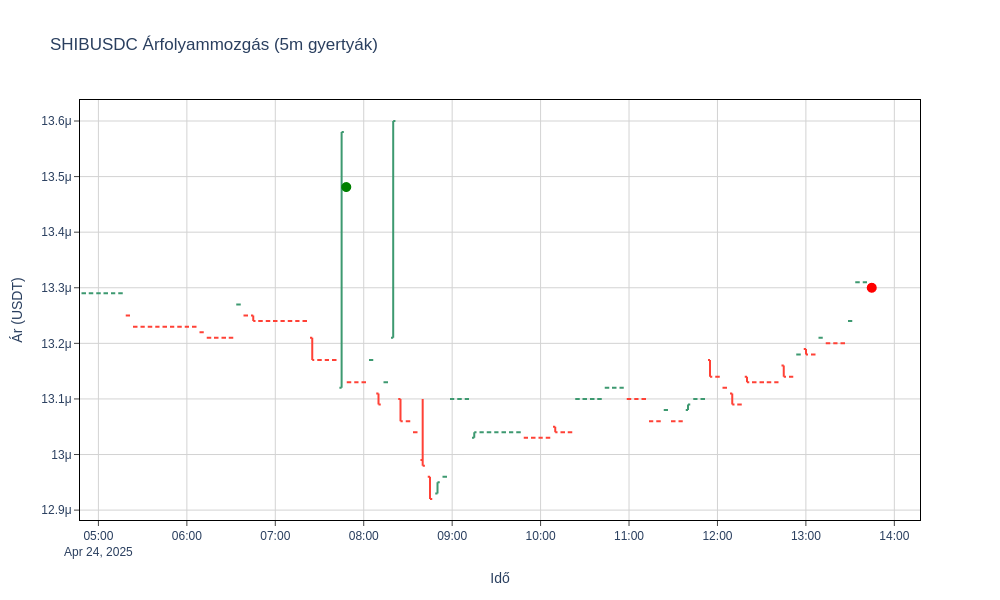 SHIBUSDC Árfolyammozgás (5m gyertyák)
Ár (USDT)
13.6μ
13.5μ
13.4μ
13.3μ
13.2μ
13.1μ
13μ
12.9μ
05:00 06:00 07:00 08:00 09:00 10:00 11:00 12:00 13:00 14:00
Apr 24, 2025
Idő